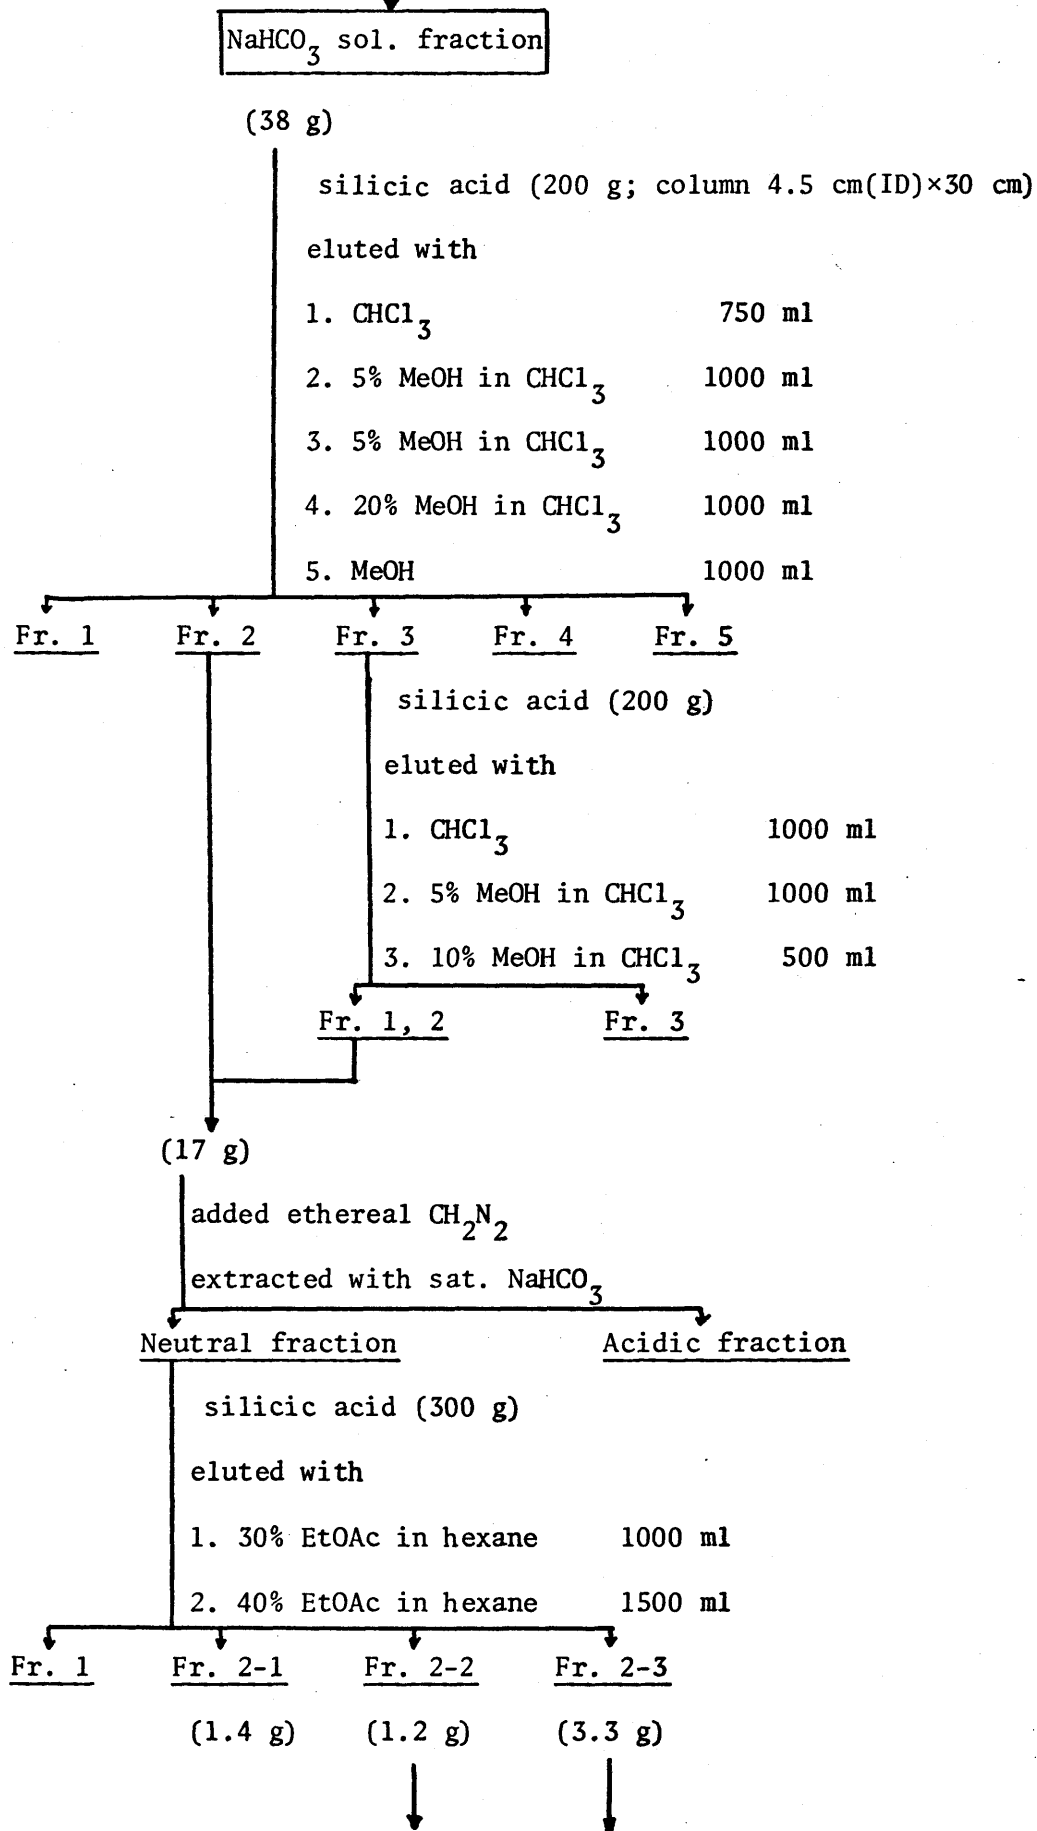 NaHCO3 sol. fraction
(38 g)
silicic acid (200 g; column 4.5 cm(ID)×30 cm)
eluted with
1. CHCl3 750 ml
2. 5% MeOH in CHCl3 1000 ml
3. 5% MeOH in CHCl3 1000 ml
4. 20% MeOH in CHCl3 1000 ml
5. MeOH 1000 ml
Fr. 1 Fr. 2 Fr. 3 Fr. 4 Fr. 5
silicic acid (200 g)
eluted with
1. CHCl3 1000 ml
2. 5% MeOH in CHCl3 1000 ml
3. 10% MeOH in CHCl3 500 ml
Fr. 1, 2 Fr. 3
(17 g)
added ethereal CH2N2
extracted with sat. NaHCO3
Neutral fraction Acidic fraction
silicic acid (300 g)
eluted with
1. 30% EtOAc in hexane 1000 ml
2. 40% EtOAc in hexane 1500 ml
Fr. 1 Fr. 2-1 Fr. 2-2 Fr. 2-3
(1.4 g) (1.2 g) (3.3 g)